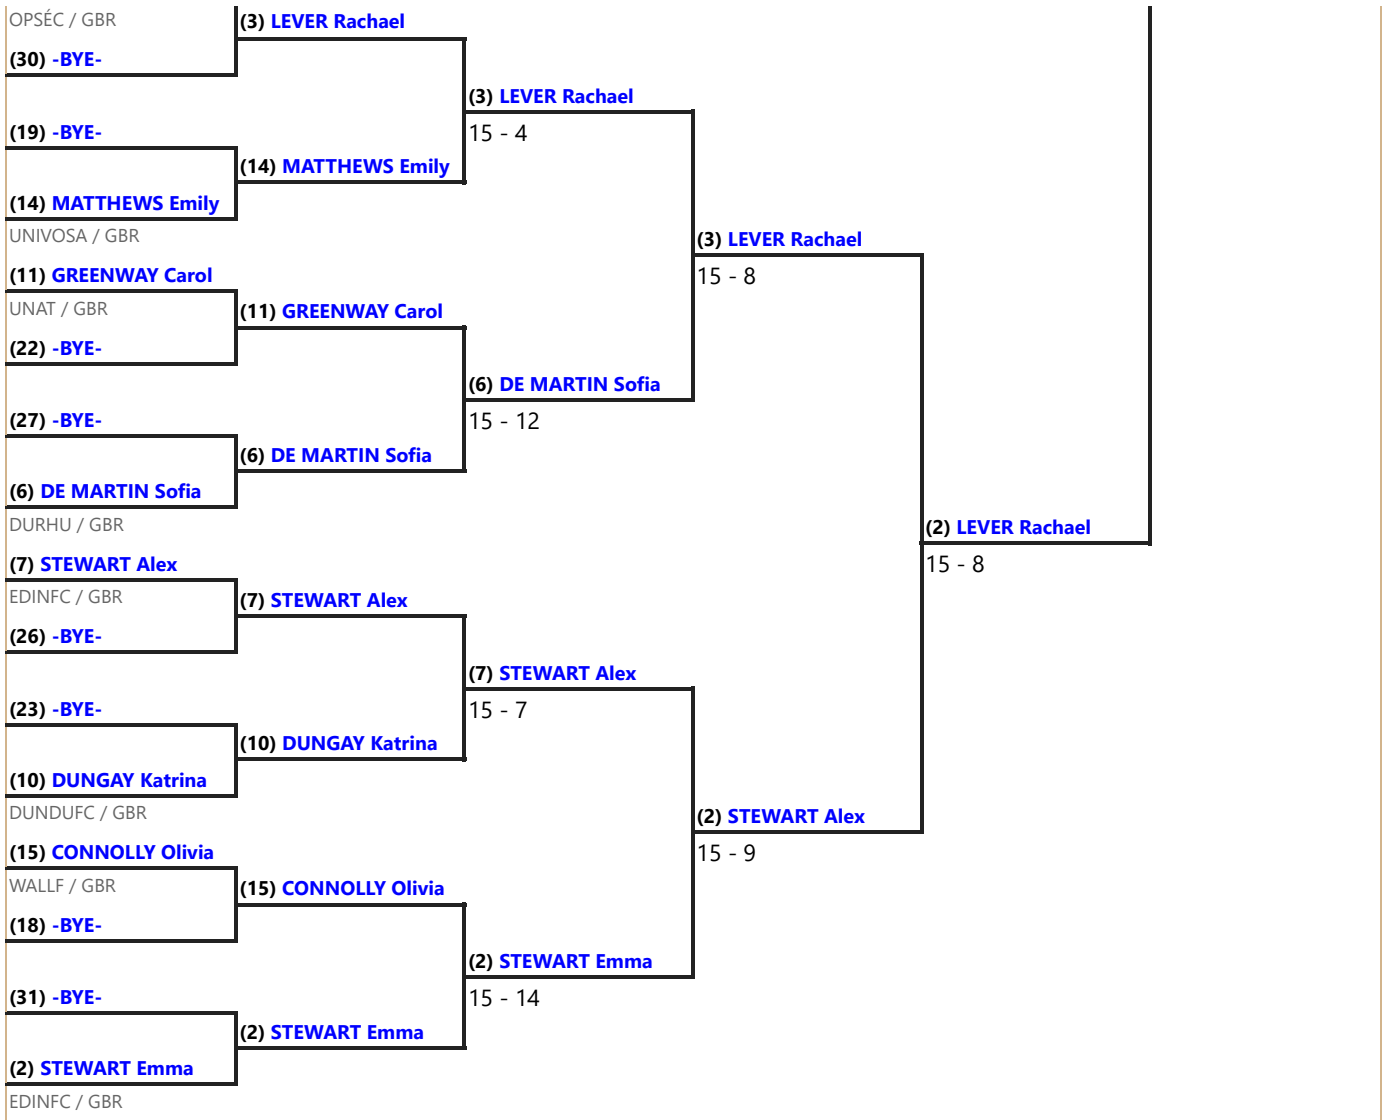 OPSÉC / GBR
(3) LEVER Rachael
(30) -BYE-
(3) LEVER Rachael
15 - 4
(19) -BYE-
(14) MATTHEWS Emily
(14) MATTHEWS Emily
UNIVOSA / GBR
(3) LEVER Rachael
15 - 8
(11) GREENWAY Carol
UNAT / GBR
(11) GREENWAY Carol
(22) -BYE-
(6) DE MARTIN Sofia
15 - 12
(27) -BYE-
(6) DE MARTIN Sofia
(6) DE MARTIN Sofia
DURHU / GBR
(2) LEVER Rachael
15 - 8
(7) STEWART Alex
EDINFC / GBR
(7) STEWART Alex
(26) -BYE-
(7) STEWART Alex
15 - 7
(23) -BYE-
(10) DUNGAY Katrina
(10) DUNGAY Katrina
DUNDUFC / GBR
(2) STEWART Alex
15 - 9
(15) CONNOLLY Olivia
WALLF / GBR
(15) CONNOLLY Olivia
(18) -BYE-
(2) STEWART Emma
15 - 14
(31) -BYE-
(2) STEWART Emma
(2) STEWART Emma
EDINFC / GBR